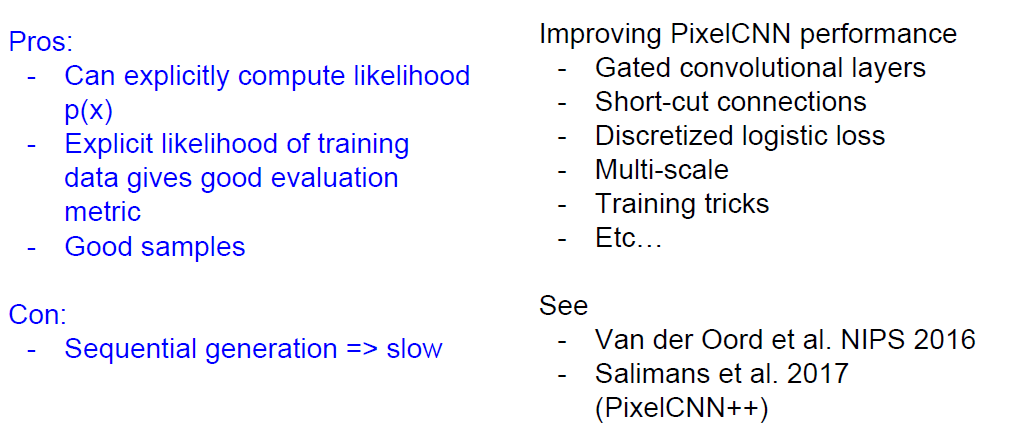 Pros:
- Can explicitly compute likelihood
p(x)
- Explicit likelihood of training
data gives good evaluation
metric
- Good samples
Con:
- Sequential generation => slow
Improving PixelCNN performance
- Gated convolutional layers
- Short-cut connections
- Discretized logistic loss
- Multi-scale
- Training tricks
- Etc…
See
- Van der Oord et al. NIPS 2016
- Salimans et al. 2017
(PixelCNN++)